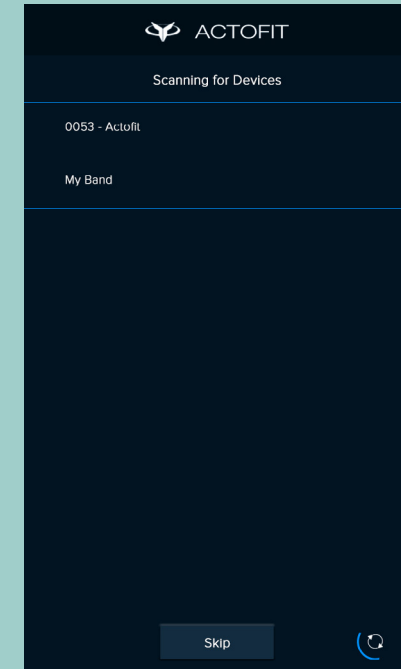 ACTOFIT
Scanning for Devices
0053 - Actofit
My Band
Skip